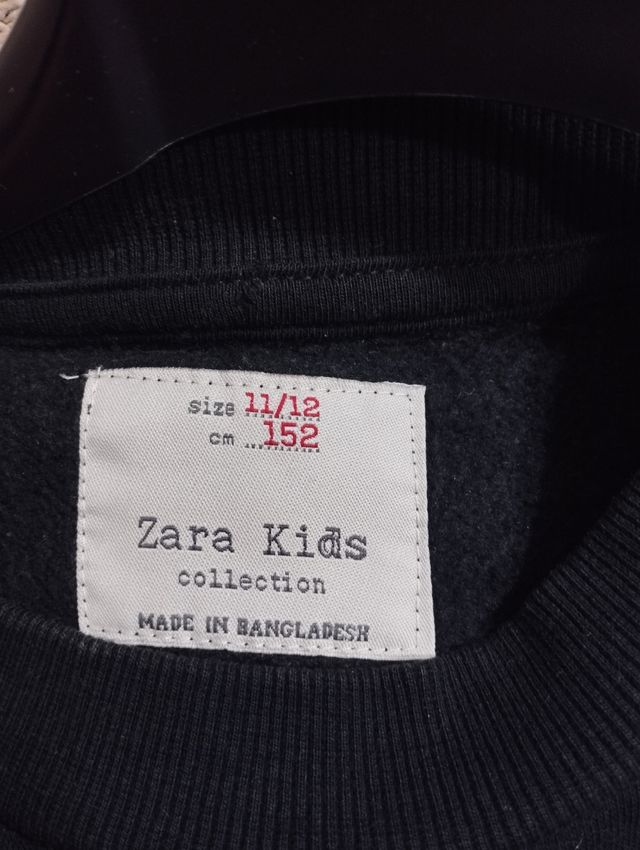 size 11/12
cm ...152
Zara Kids
collection
MADE IN BANGLADESH